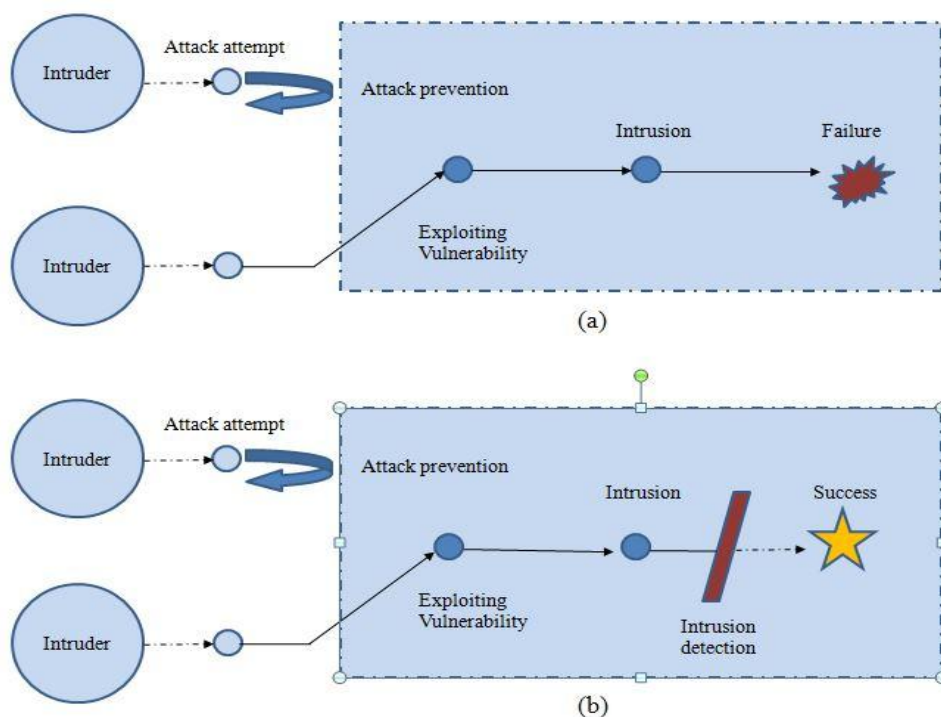 Attack attempt
Intruder
Attack prevention
Intrusion
Failure
Exploiting
Vulnerability
Intruder
(a)
Attack attempt
Intruder
Attack prevention
Intrusion
Success
Exploiting
Vulnerability
Intrusion
detection
Intruder
(b)